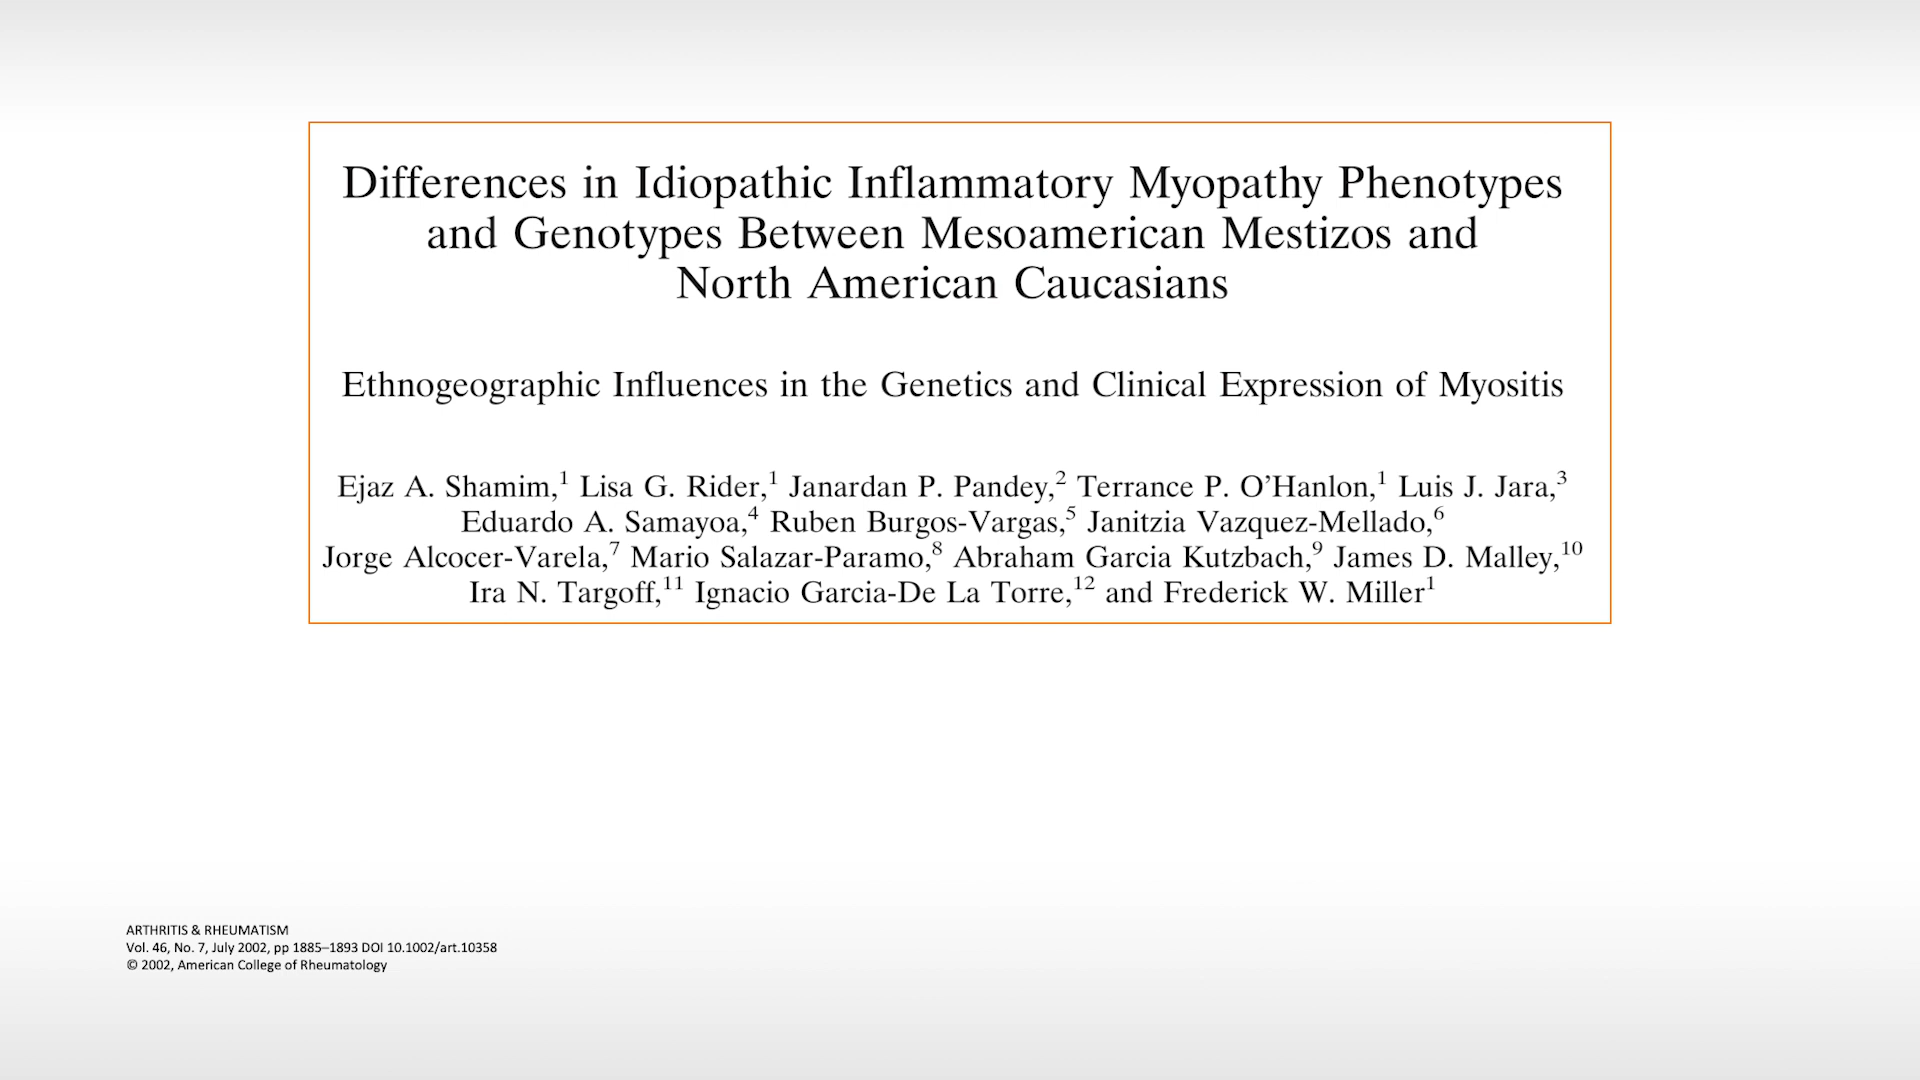 Differences in Idiopathic Inflammatory Myopathy Phenotypes
and Genotypes Between Mesoamerican Mestizos and
North American Caucasians
Ethnogeographic Influences in the Genetics and Clinical Expression of Myositis
Ejaz A. Shamim,1 Lisa G. Rider,1 Janardan P. Pandey,2 Terrance P. O'Hanlon,1 Luis J. Jara,3
Eduardo A. Samayoa,4 Ruben Burgos-Vargas,5 Janitzia Vazquez-Mellado,6
Jorge Alcocer-Varela,7 Mario Salazar-Paramo,8 Abraham Garcia Kutzbach,9 James D. Malley,10
Ira N. Targoff,11 Ignacio Garcia-De La Torre,12 and Frederick W. Miller1
ARTHRITIS & RHEUMATISM
Vol. 46, No. 7, July 2002, pp 1885–1893 DOI 10.1002/art.10358
© 2002, American College of Rheumatology